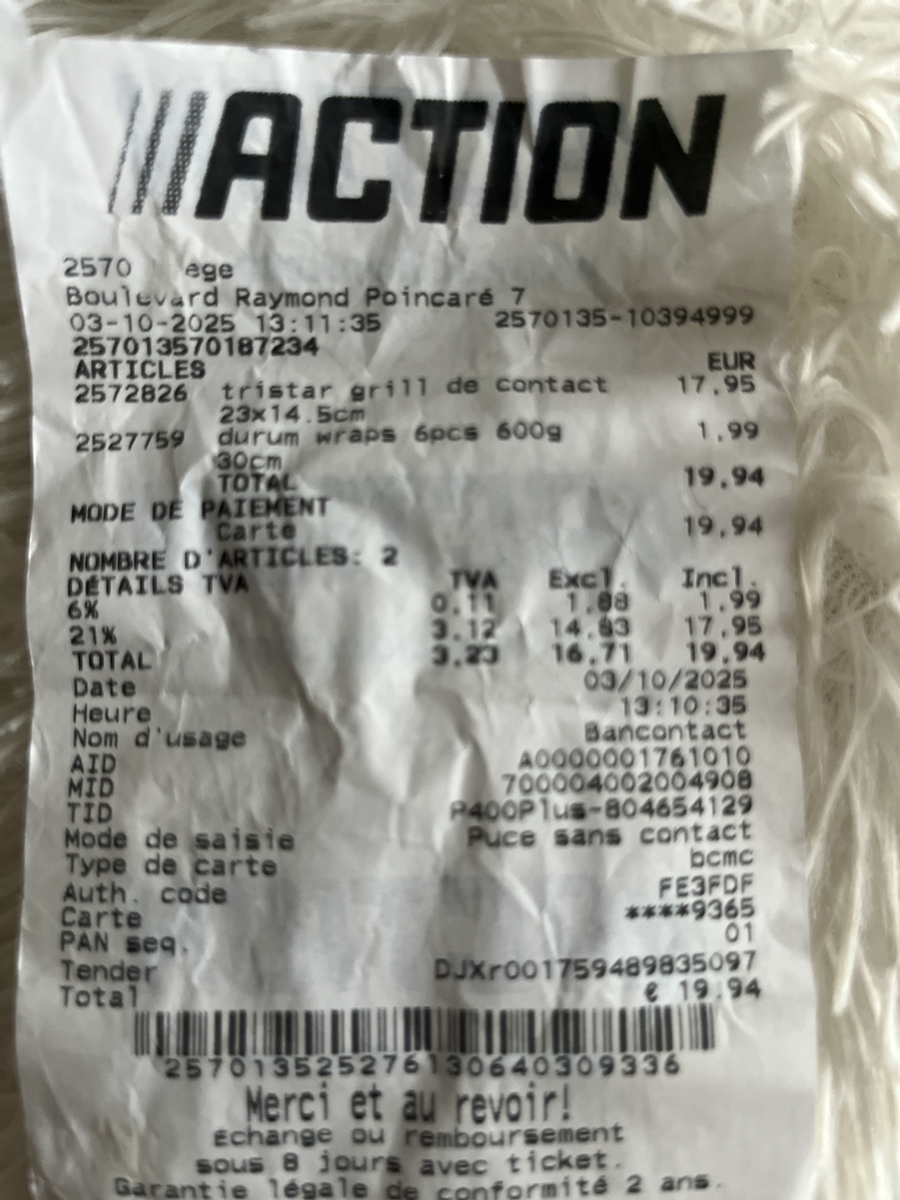 ACTION
2570 ege
Boulevard Raymond Poincaré 7
03-10-2025 13:11:35 2570135-10394999
257013570187234
ARTICLES EUR
2572826 tristar grill de contact 17,95
23x14.5cm
2527759 durum wraps 6pcs 600g 1,99
30cm
TOTAL 19,94
MODE DE PAIEMENT
Carte 19,94
NOMBRE D'ARTICLES: 2
DÉTAILS TVA TVA Excl. Incl.
6% 0.11 1.88 1.99
21% 3.12 14.83 17.95
TOTAL 3.23 16.71 19.94
Date 03/10/2025
Heure 13:10:35
Nom d'usage Bancontact
AID A0000001761010
MID 700004002004908
TID P400Plus-804654129
Mode de saisie Puce sans contact
Type de carte bcmc
Auth. code FE3FDF
Carte ****9365
PAN seq. 01
Tender DJXr001759489835097
Total € 19.94
2570135252761306403 09336
Merci et au revoir!
Échange ou remboursement
sous 8 jours avec ticket.
Garantie légale de conformité 2 ans.